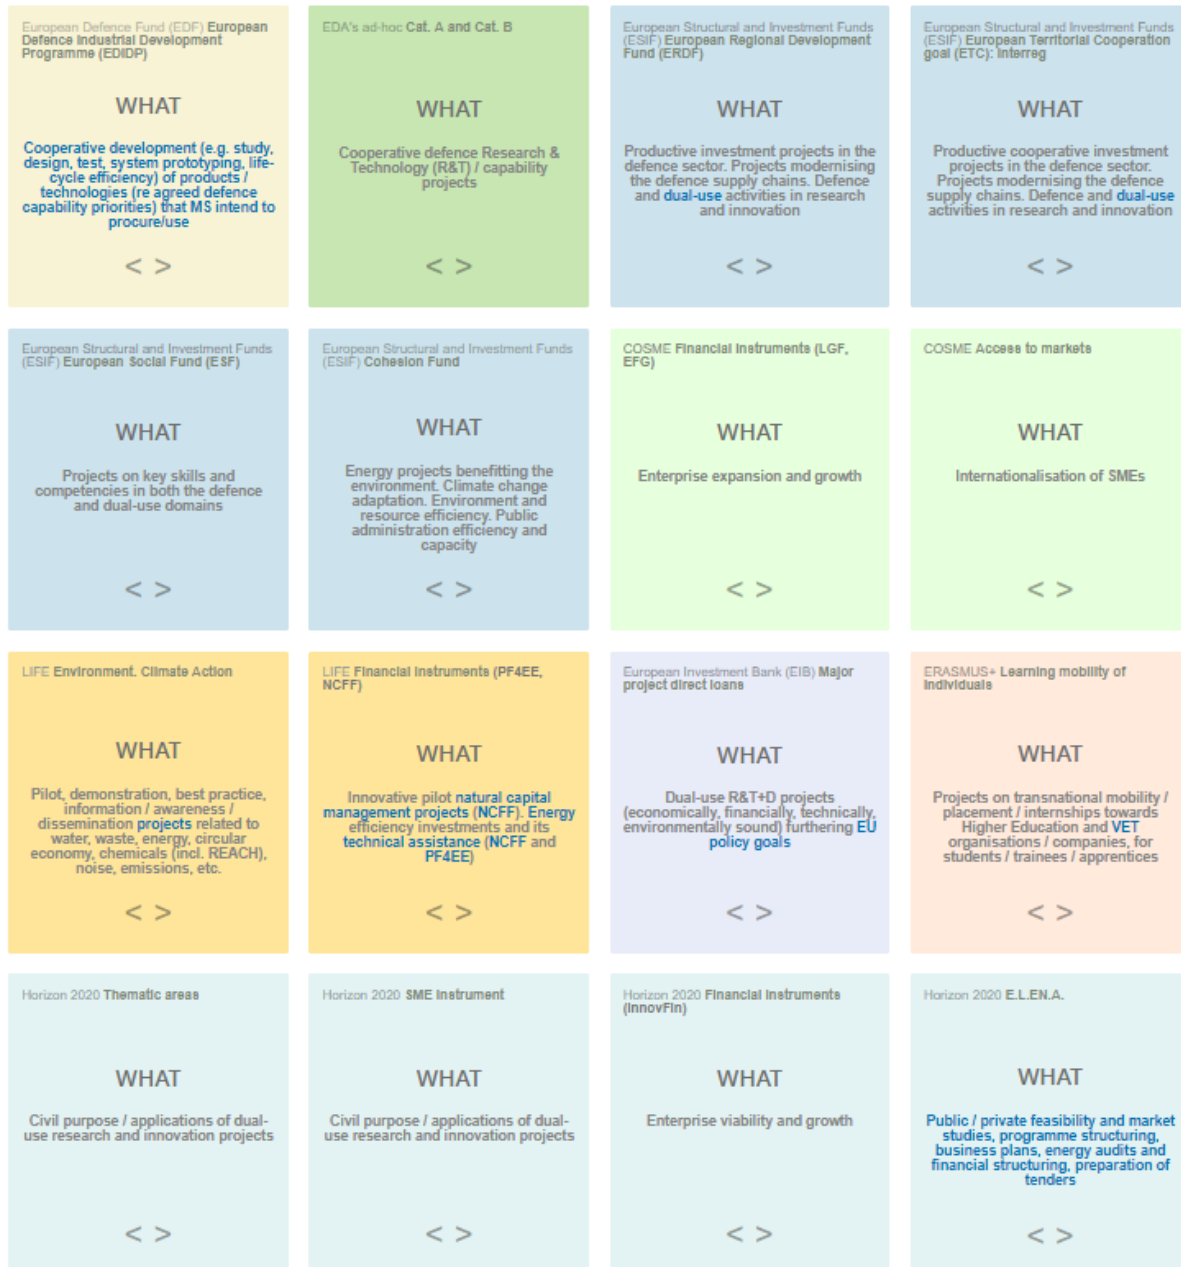 European Defence Fund (EDF) European
Defence Industrial Development
Programme (EDIDP)
WHAT
Cooperative development (e.g. study,
design, test, system prototyping, life-
cycle efficiency) of products /
technologies (re agreed defence
capability priorities) that MS intend to
procure/use
< >
EDA's ad-hoc Cat. A and Cat. B
WHAT
Cooperative defence Research &
Technology (R&T) / capability
projects
< >
European Structural and Investment Funds
(ESIF) European Regional Development
Fund (ERDF)
WHAT
Productive investment projects in the
defence sector. Projects modernising
the defence supply chains. Defence
and dual-use activities in research
and innovation
< >
European Structural and Investment Funds
(ESIF) European Territorial Cooperation
goal (ETC): Interreg
WHAT
Productive cooperative investment
projects in the defence sector.
Projects modernising the defence
supply chains. Defence and dual-use
activities in research and innovation
< >
European Structural and Investment Funds
(ESIF) European Social Fund (ESF)
WHAT
Projects on key skills and
competencies in both the defence
and dual-use domains
< >
European Structural and Investment Funds
(ESIF) Cohesion Fund
WHAT
Energy projects benefitting the
environment. Climate change
adaptation. Environment and
resource efficiency. Public
administration efficiency and
capacity
< >
COSME Financial Instruments (LGF,
EFG)
WHAT
Enterprise expansion and growth
< >
COSME Access to markets
WHAT
Internationalisation of SMEs
< >
LIFE Environment. Climate Action
WHAT
Pilot, demonstration, best practice,
information / awareness /
dissemination projects related to
water, waste, energy, circular
economy, chemicals (incl. REACH),
noise, emissions, etc.
< >
LIFE Financial Instruments (PF4EE,
NCFF)
WHAT
Innovative pilot natural capital
management projects (NCFF). Energy
efficiency investments and its
technical assistance (NCFF and
PF4EE)
< >
European Investment Bank (EIB) Major
project direct loans
WHAT
Dual-use R&T+D projects
(economically, financially, technically,
environmentally sound) furthering EU
policy goals
< >
ERASMUS+ Learning mobility of
Individuals
WHAT
Projects on transnational mobility /
placement / internships towards
Higher Education and VET
organisations / companies, for
students / trainees / apprentices
< >
Horizon 2020 Thematic areas
WHAT
Civil purpose / applications of dual-
use research and innovation projects
< >
Horizon 2020 SME Instrument
WHAT
Civil purpose / applications of dual-
use research and innovation projects
< >
Horizon 2020 Financial Instruments
(InnovFin)
WHAT
Enterprise viability and growth
< >
Horizon 2020 E.L.EN.A.
WHAT
Public / private feasibility and market
studies, programme structuring,
business plans, energy audits and
financial structuring, preparation of
tenders
< >